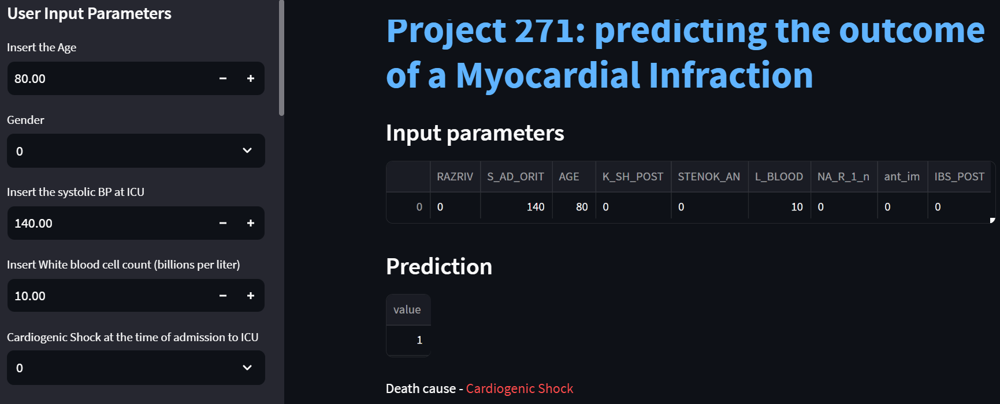 User Input Parameters
Insert the Age
80.00
Gender
0
Insert the systolic BP at ICU
140.00
Insert White blood cell count (billions per liter)
10.00
Cardiogenic Shock at the time of admission to ICU
0
Project 271: predicting the outcome
of a Myocardial Infraction
Input parameters
RAZRIV S_AD_ORIT AGE K_SH_POST STENOK_AN L_BLOOD NA_R_1_n ant_im IBS_POST
0 0 140 80 0 0 10 0 0 0
Prediction
value
1
Death cause - Cardiogenic Shock